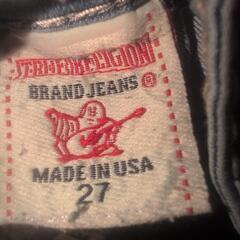 TRUE RELIGION
BRAND JEANS ®
MADE IN USA
27